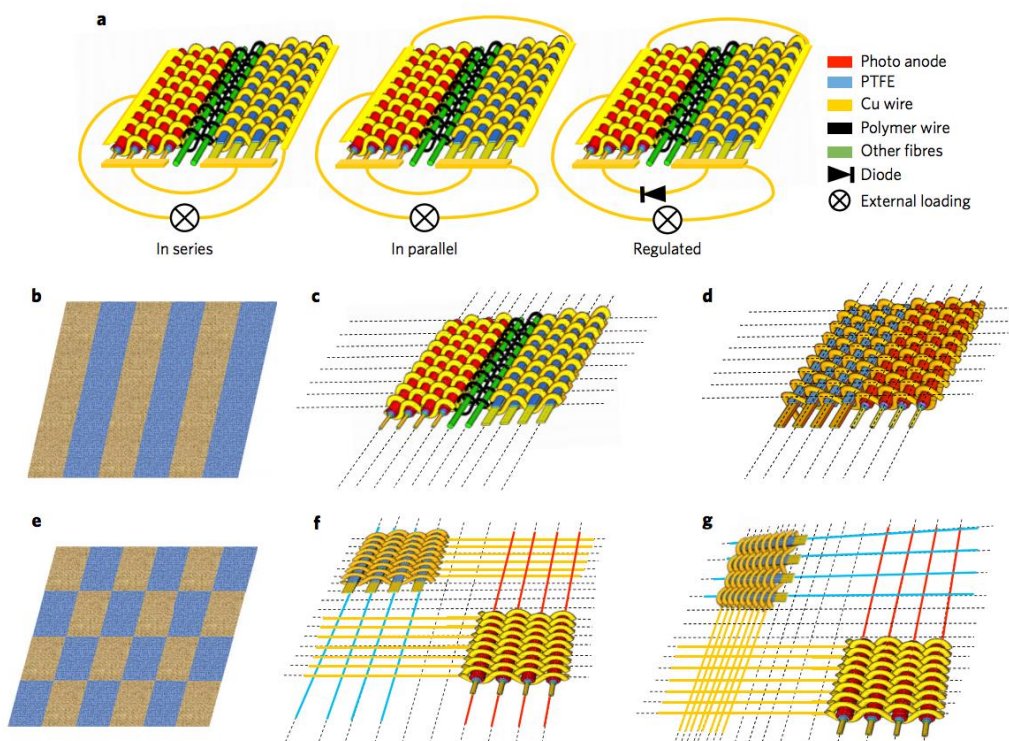 a
Photo anode
PTFE
Cu wire
Polymer wire
Other fibres
Diode
External loading
In series
In parallel
Regulated
b
c
d
e
f
g